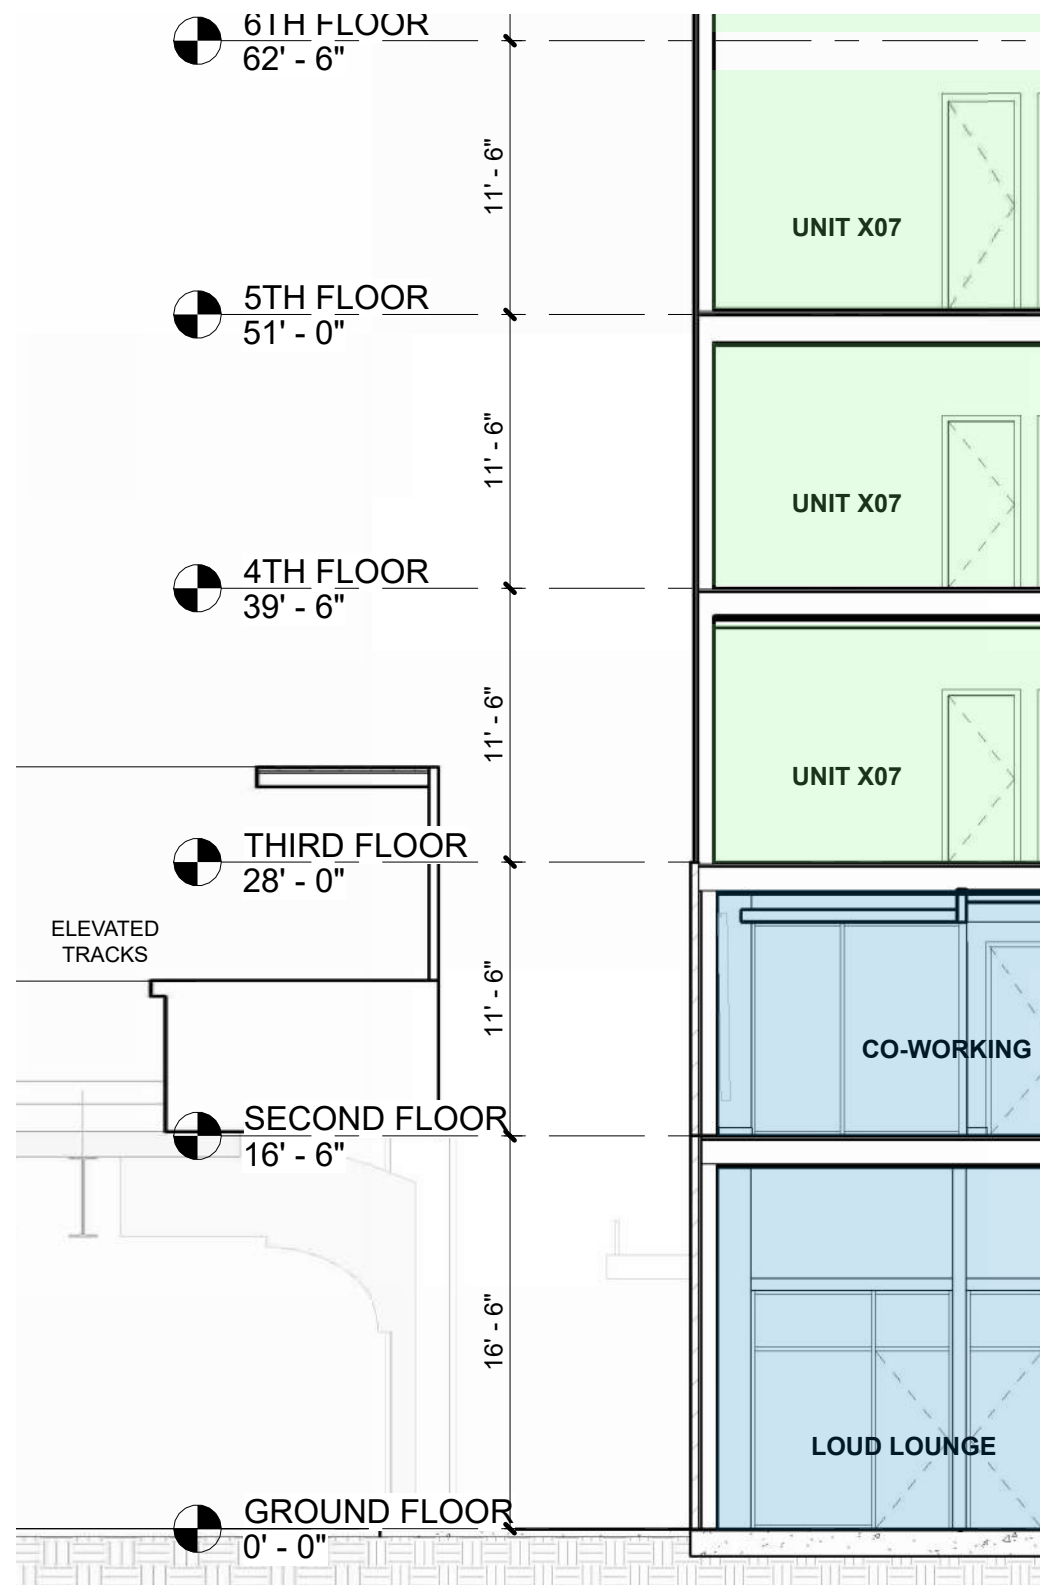 6TH FLOOR
62' - 6"
11' - 6"
UNIT X07
5TH FLOOR
51' - 0"
11' - 6"
UNIT X07
4TH FLOOR
39' - 6"
11' - 6"
UNIT X07
THIRD FLOOR
28' - 0"
ELEVATED
TRACKS
11' - 6"
CO-WORKING
SECOND FLOOR
16' - 6"
16' - 6"
LOUD LOUNGE
GROUND FLOOR
0' - 0"